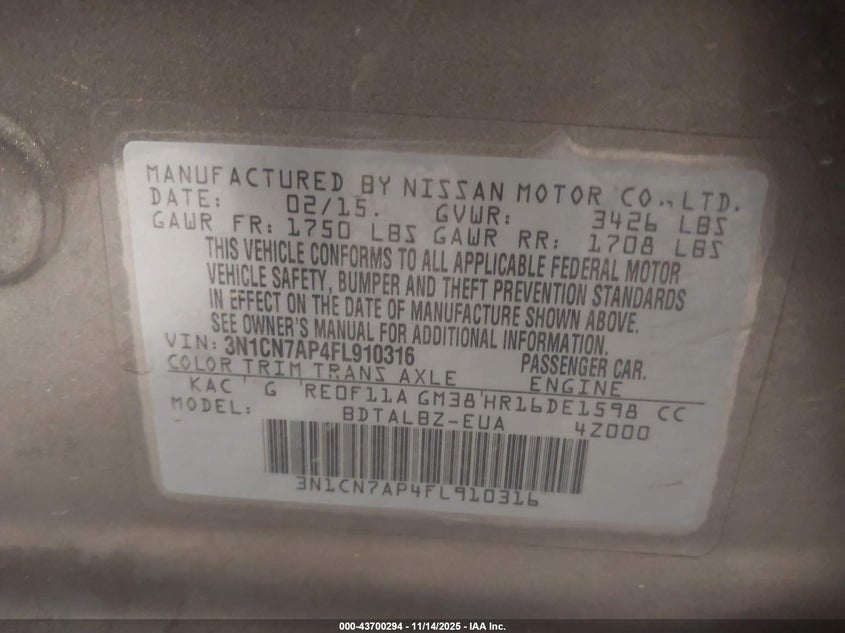 MANUFACTURED BY NISSAN MOTOR CO., LTD.
DATE: 02/15. GVWR: 3426 LBS
GAWR FR: 1750 LBS GAWR RR: 1708 LBS
THIS VEHICLE CONFORMS TO ALL APPLICABLE FEDERAL MOTOR
VEHICLE SAFETY, BUMPER AND THEFT PREVENTION STANDARDS
IN EFFECT ON THE DATE OF MANUFACTURE SHOWN ABOVE.
SEE OWNER'S MANUAL FOR ADDITIONAL INFORMATION.
VIN: 3N1CN7AP4FL910316 PASSENGER CAR.
COLOR TRIM TRANS AXLE ENGINE
KAC G RE0F11A GM38 HR16DE1598 CC
MODEL: BDTALBZ-EUA 4Z000
3N1CN7AP4FL910316
000-43700294 - 11/14/2025 - IAA Inc.